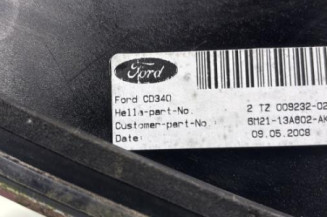 Ford
Ford CD340
Hella-part-No.
2 TZ 009232-02
Customer-part-No.:
6M21-13A602-AK
Date:
09.05.2008